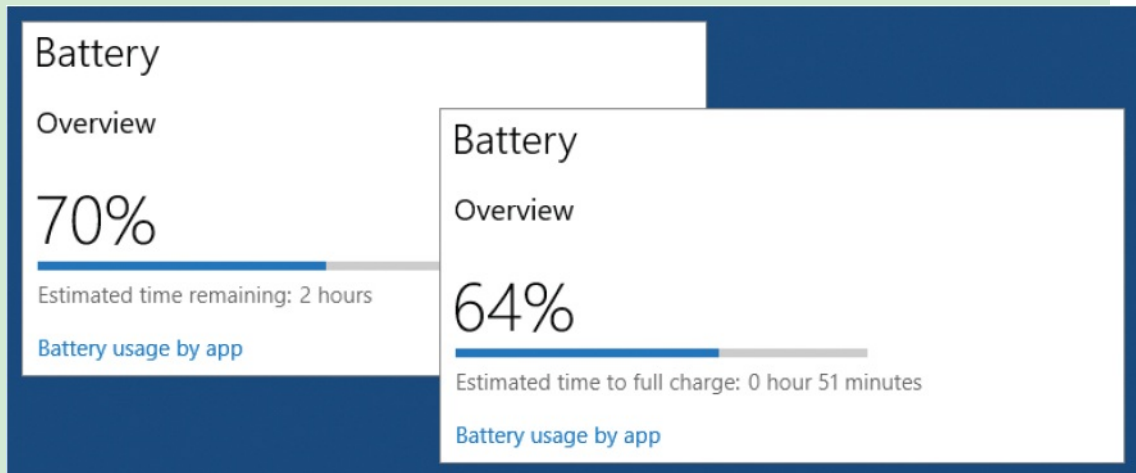 Battery
Overview
70%
Estimated time remaining: 2 hours
Battery usage by app
Battery
Overview
64%
Estimated time to full charge: 0 hour 51 minutes
Battery usage by app